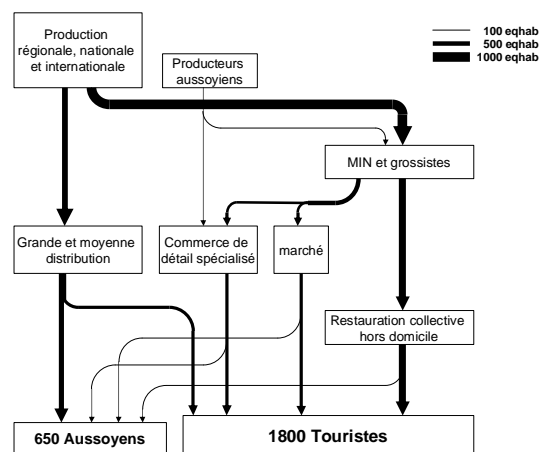 Production
régionale, nationale
et internationale
Producteurs
aussoyiens
100 eqhab
500 eqhab
1000 eqhab
MIN et grossistes
Grande et moyenne
distribution
Commerce de
détail spécialisé
marché
Restauration collective
hors domicile
650 Aussoyens
1800 Touristes